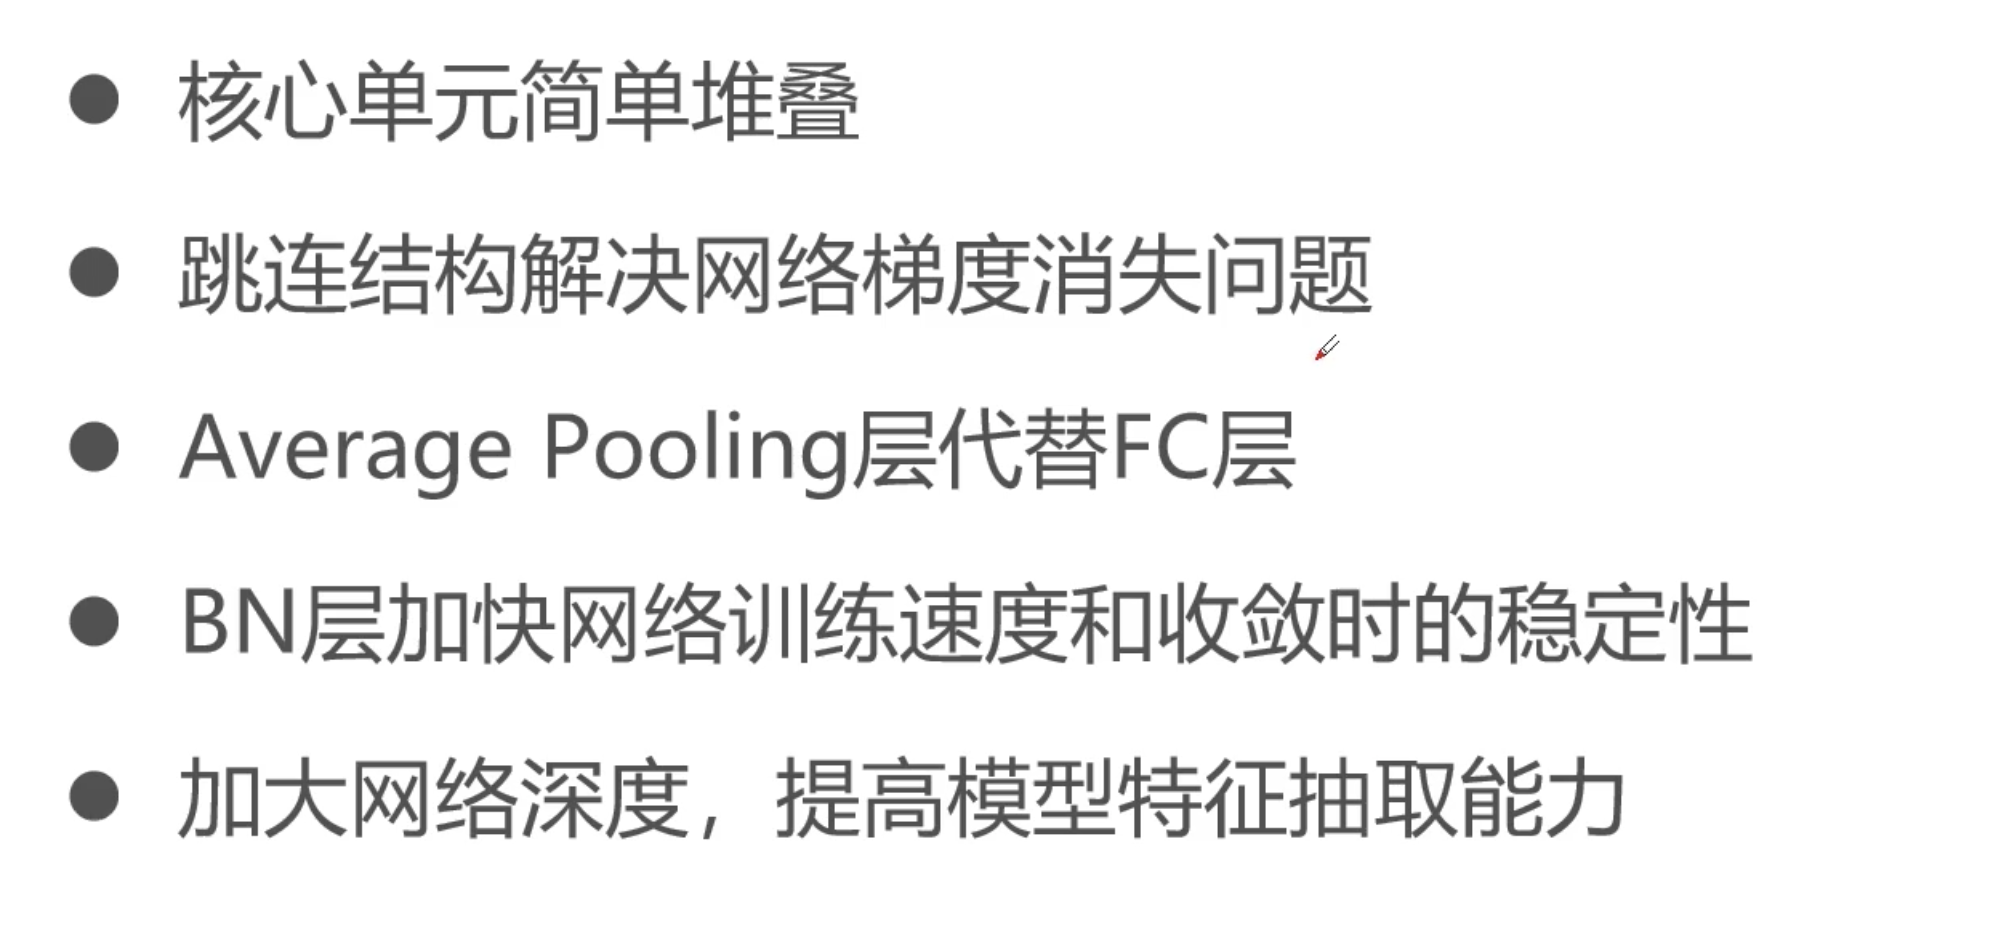 ● 核心单元简单堆叠
● 跳连结构解决网络梯度消失问题
● Average Pooling层代替FC层
● BN层加快网络训练速度和收敛时的稳定性
● 加大网络深度，提高模型特征抽取能力